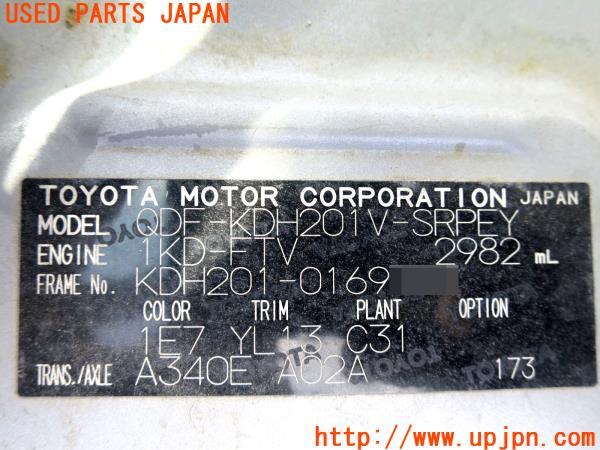 USED PARTS JAPAN
TOYOTA MOTOR CORPORATION JAPAN
MODEL QDF-KDH201V-SRPEY
ENGINE 1KD-FTV 2982 mL
FRAME No. KDH201-0169
COLOR TRIM PLANT OPTION
1E7 YL13 C31
TRANS./AXLE A340E A02A 173
http://www.upjpn.com/